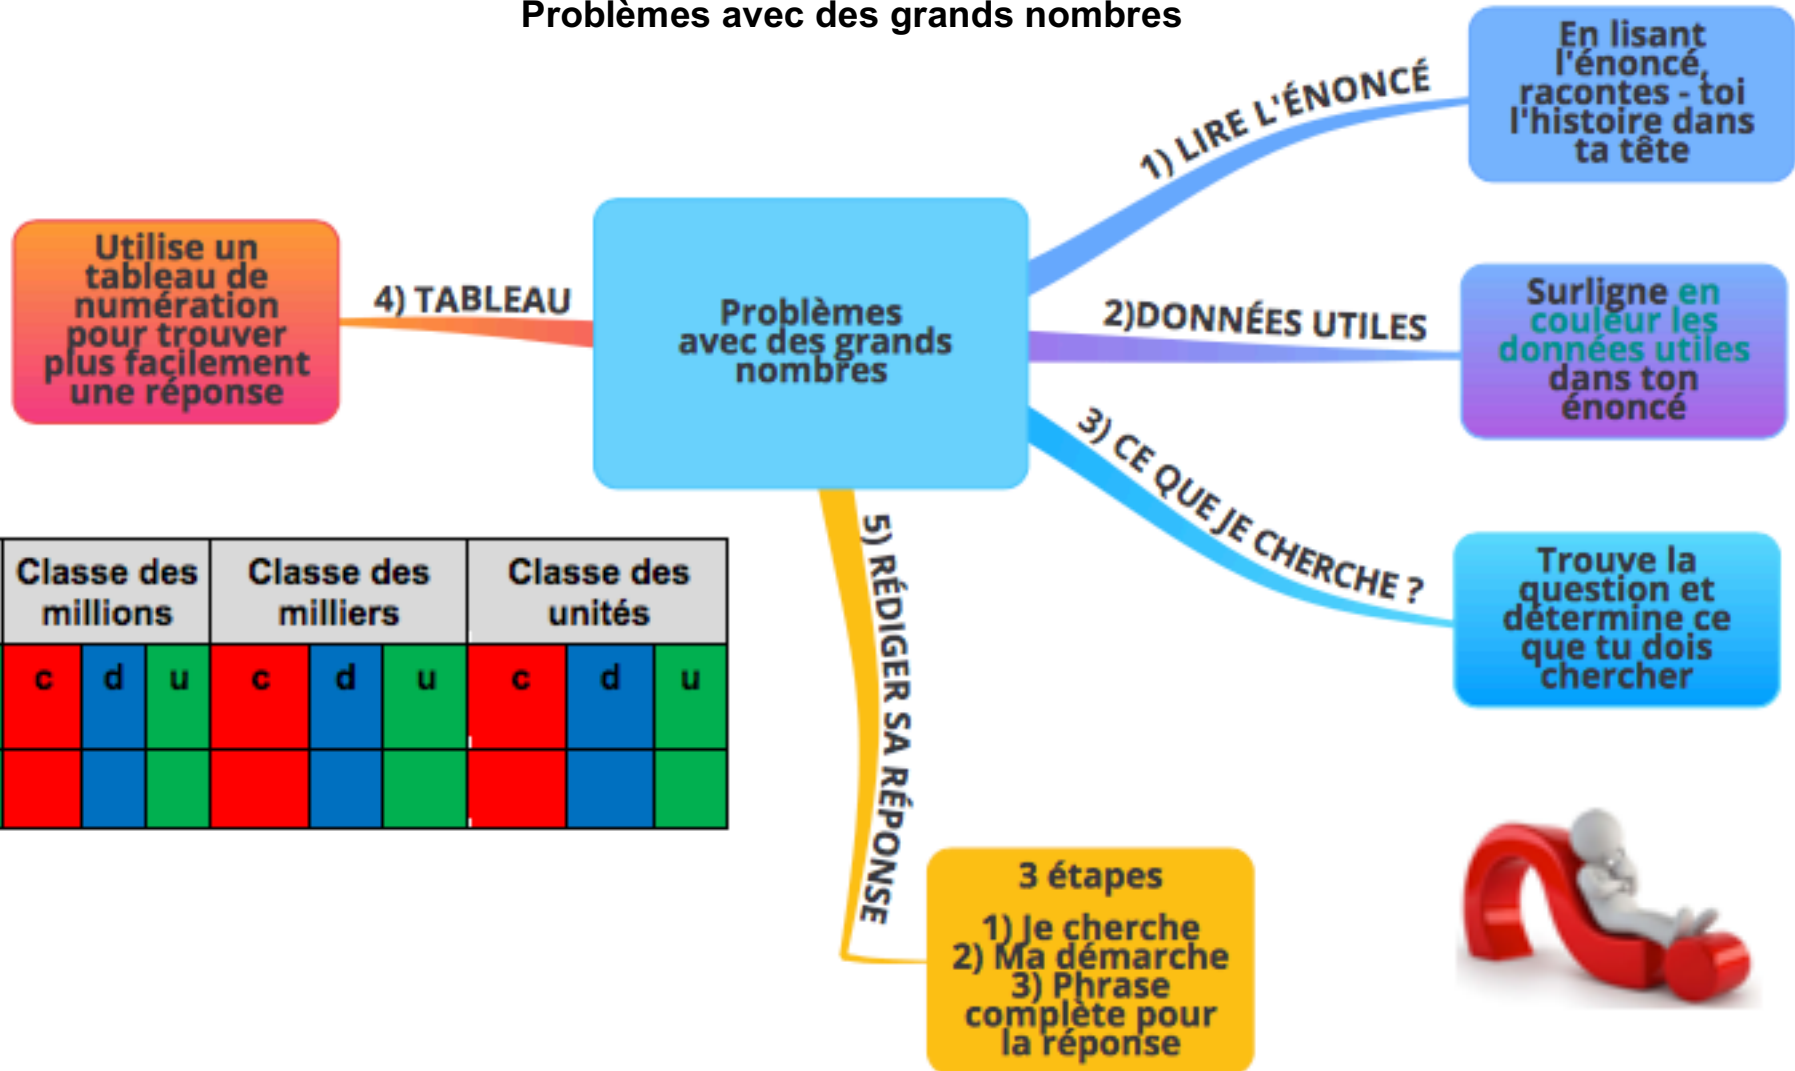 Problèmes avec des grands nombres
1) LIRE L'ÉNONCÉ
En lisant
l'énoncé,
racontes - toi
l'histoire dans
ta tête
2)DONNÉES UTILES
Surligne en
couleur les
données utiles
dans ton
énoncé
3) CE QUE JE CHERCHE ?
Trouve la
question et
détermine ce
que tu dois
chercher
Problèmes
avec des grands
nombres
4) TABLEAU
Utilise un
tableau de
numération
pour trouver
plus facilement
une réponse
Classe des
millions
Classe des
milliers
Classe des
unités
c d u c d u c d u
5) RÉDIGER SA RÉPONSE
3 étapes
1) Je cherche
2) Ma démarche
3) Phrase
complète pour
la réponse